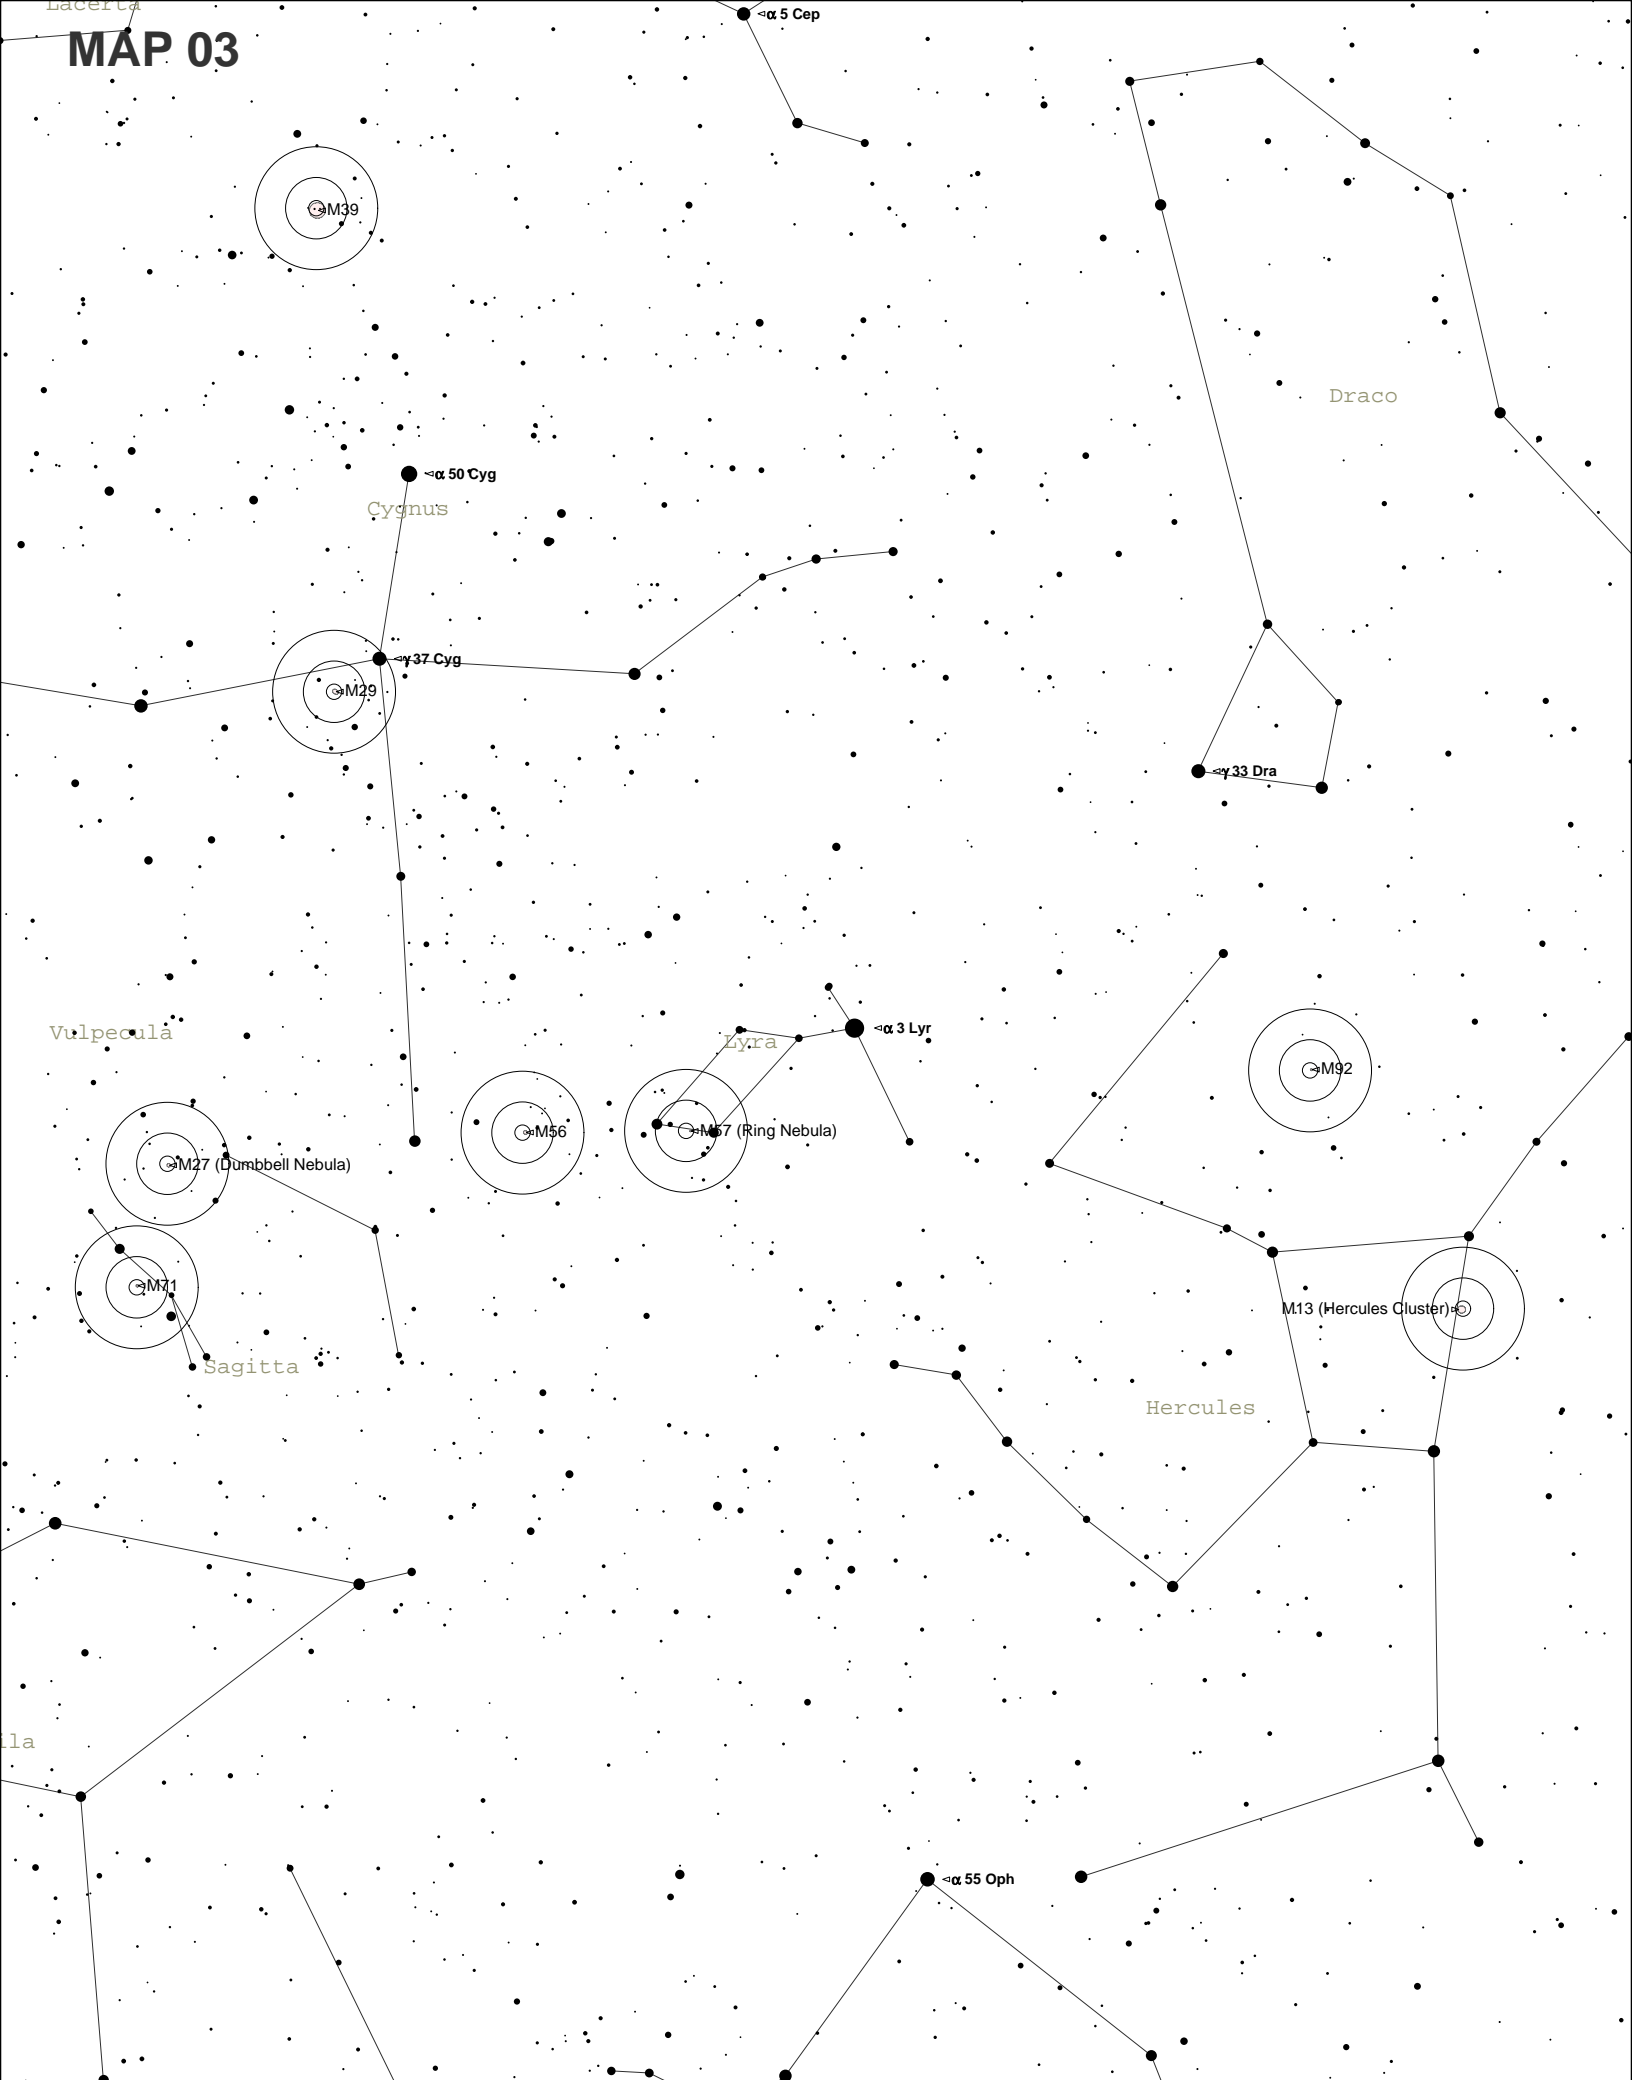 Lacerta
α 5 Cep
MAP 03
M39
Draco
α 50 Cyg
Cygnus
γ 37 Cyg
M29
γ 33 Dra
α 3 Lyr
Vulpecula
Lyra
M92
M56
M57 (Ring Nebula)
M27 (Dumbbell Nebula)
M71
M13 (Hercules Cluster)
Sagitta
Hercules
ila
α 55 Oph